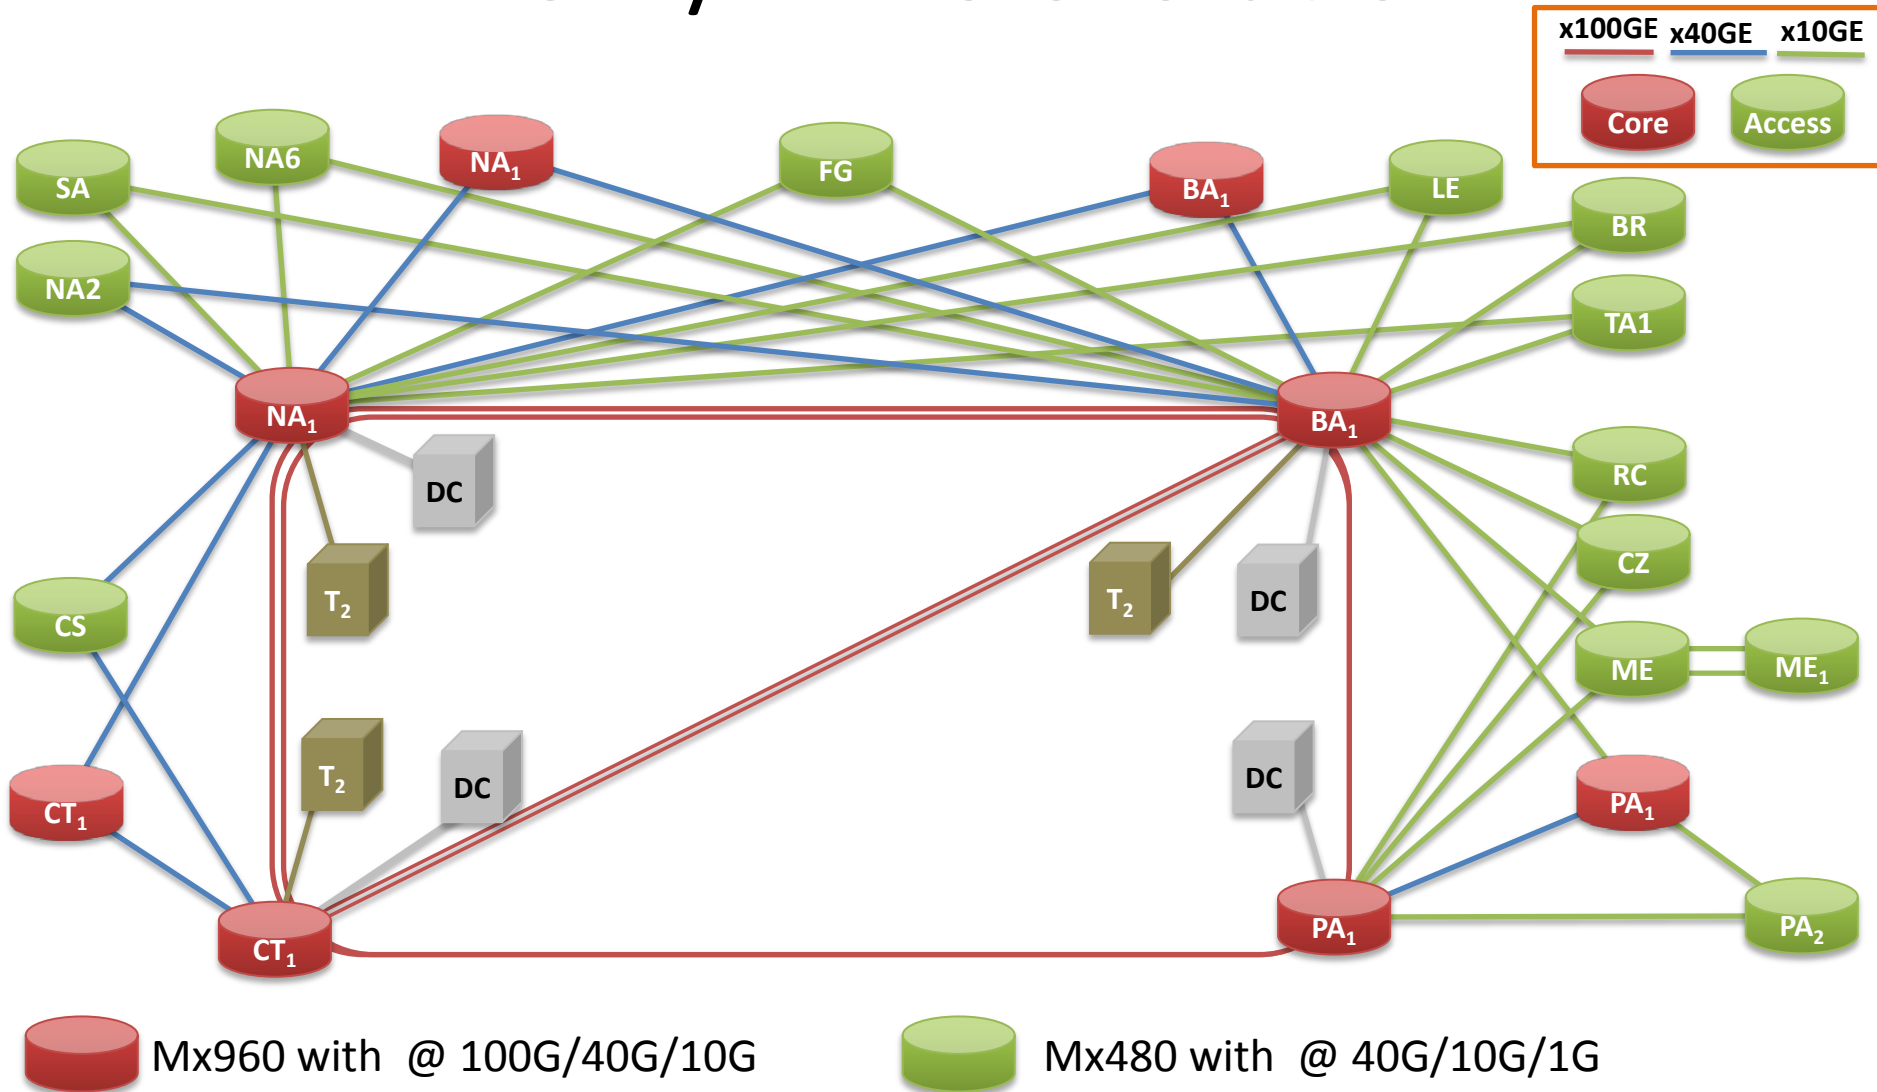 x100GE x40GE x10GE
Core Access
SA
NA6
NA1
FG
BA1
LE
BR
NA2
TA1
NA1
BA1
DC
RC
T2
T2
DC
CZ
CS
ME
ME1
T2
DC
DC
CT1
PA1
CT1
PA1
PA2
Mx960 with @ 100G/40G/10G
Mx480 with @ 40G/10G/1G